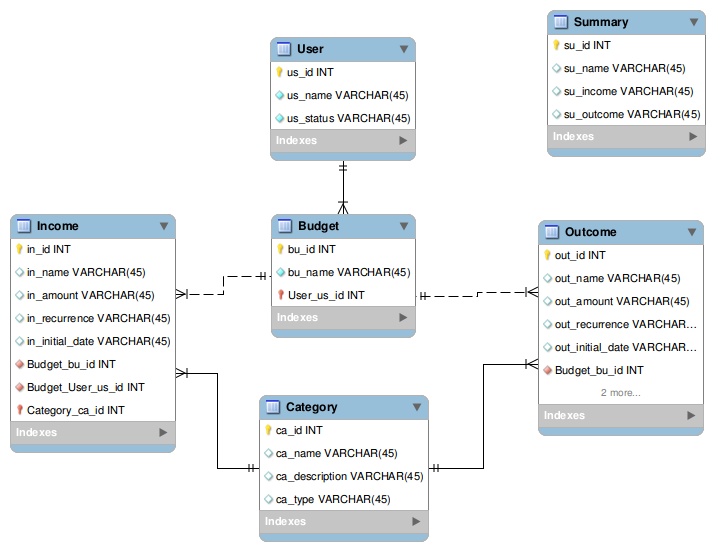 User
us_id INT
us_name VARCHAR(45)
us_status VARCHAR(45)
Indexes
Summary
su_id INT
su_name VARCHAR(45)
su_income VARCHAR(45)
su_outcome VARCHAR(45)
Indexes
Income
in_id INT
in_name VARCHAR(45)
in_amount VARCHAR(45)
in_recurrence VARCHAR(45)
in_initial_date VARCHAR(45)
Budget_bu_id INT
Budget_User_us_id INT
Category_ca_id INT
Indexes
Budget
bu_id INT
bu_name VARCHAR(45)
User_us_id INT
Indexes
Outcome
out_id INT
out_name VARCHAR(45)
out_amount VARCHAR(45)
out_recurrence VARCHAR...
out_initial_date VARCHAR...
Budget_bu_id INT
2 more...
Indexes
Category
ca_id INT
ca_name VARCHAR(45)
ca_description VARCHAR(45)
ca_type VARCHAR(45)
Indexes